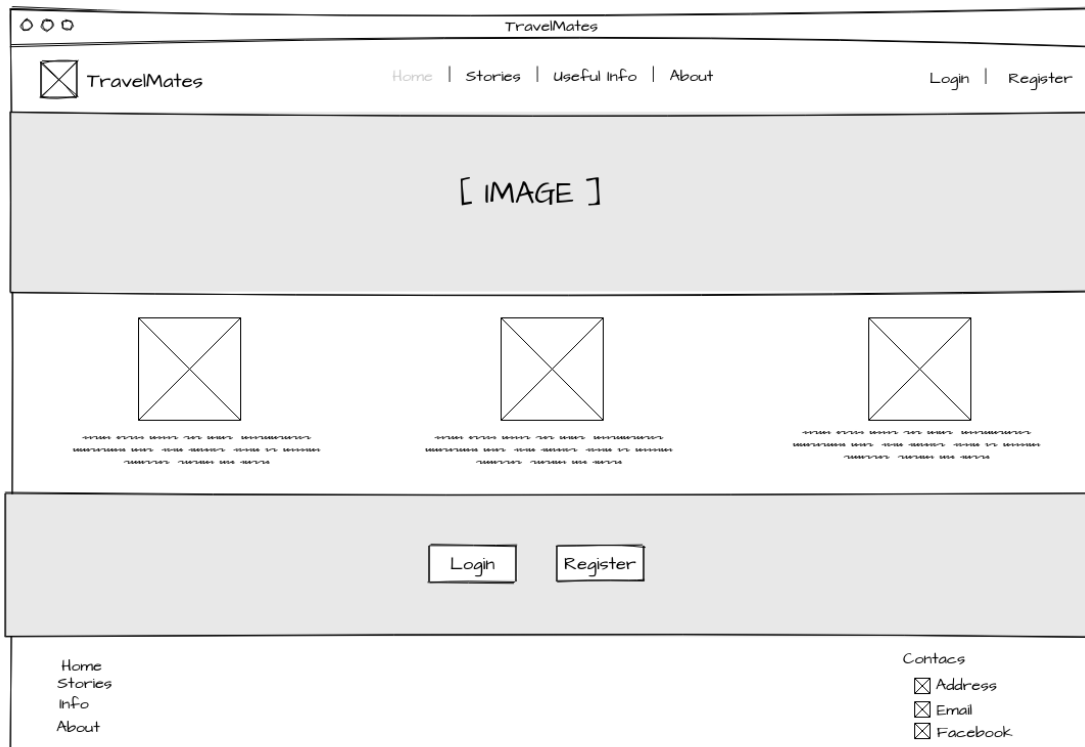 TravelMates
TravelMates
Home | Stories | Useful Info | About
Login | Register
[ IMAGE ]
Login
Register
Home
Stories
Info
About
Contacs
Address
Email
Facebook